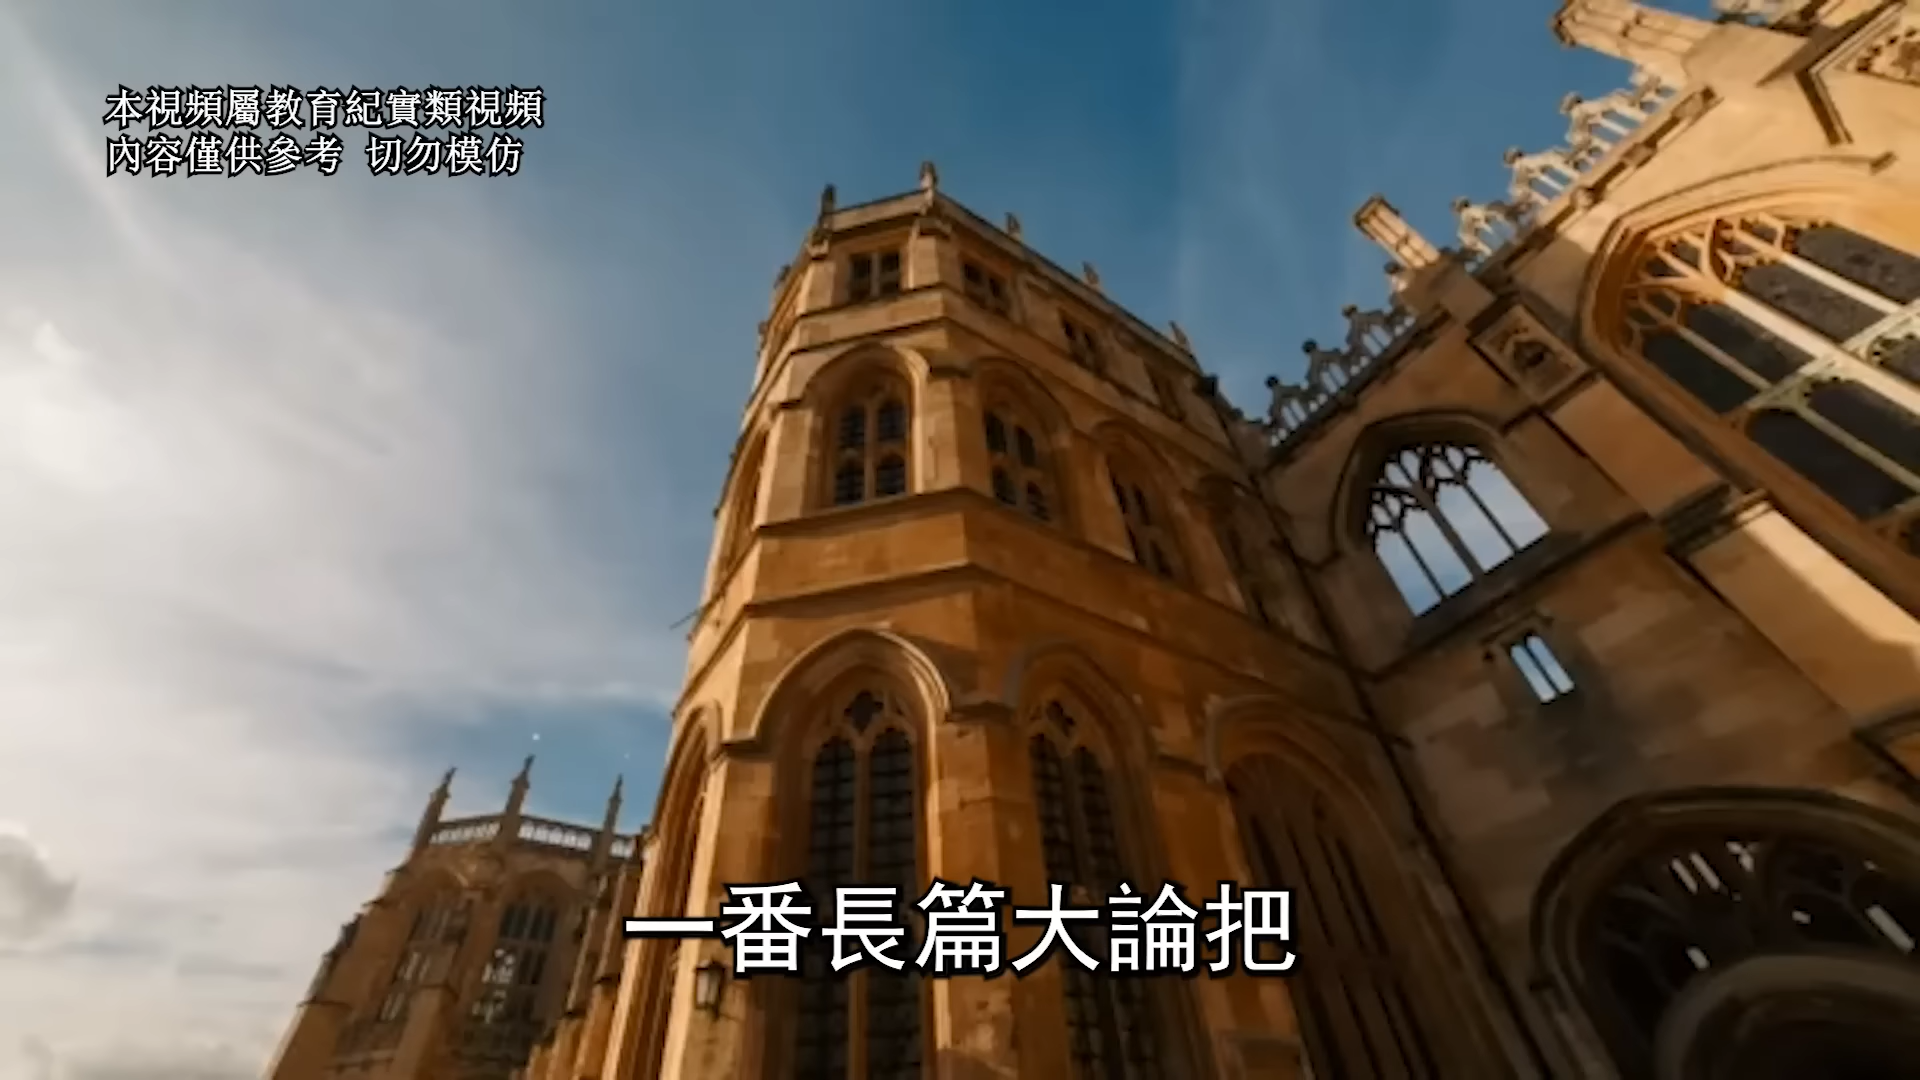 本視頻屬教育紀實類視頻
內容僅供參考 切勿模仿
一番長篇大論把